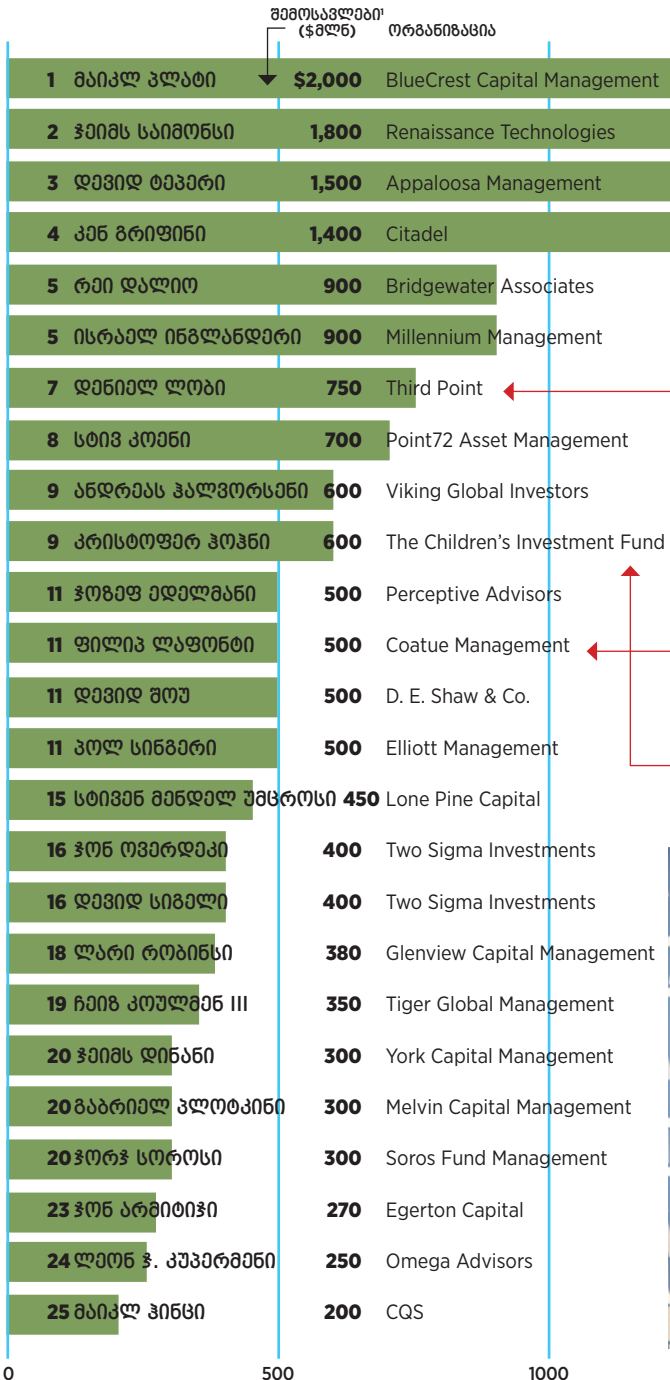 შემოსავლები¹
($მლნ) ორგანიზაცია
1 მაიკლ პლატი $2,000 BlueCrest Capital Management
2 ჯეიმს საიმონსი 1,800 Renaissance Technologies
3 დევიდ ტეპერი 1,500 Appaloosa Management
4 კენ გრიფინი 1,400 Citadel
5 რეი დალიო 900 Bridgewater Associates
5 ისრაელ ინგლანდერი 900 Millennium Management
7 დენიელ ლობი 750 Third Point
8 სტივ კოენი 700 Point72 Asset Management
9 ანდრეას ჰალვორსენი 600 Viking Global Investors
9 კრისტოფერ ჰოჰნი 600 The Children’s Investment Fund
11 ჯოზეფ ედელმანი 500 Perceptive Advisors
11 ფილიპ ლაფონტი 500 Coatue Management
11 დევიდ შოუ 500 D. E. Shaw & Co.
11 პოლ სინგერი 500 Elliott Management
15 სტივენ მენდელ უმცროსი 450 Lone Pine Capital
16 ჯონ ოვერდეკი 400 Two Sigma Investments
16 დევიდ სიგელი 400 Two Sigma Investments
18 ლარი რობინსი 380 Glenview Capital Management
19 ჩეიზ კოულმენ III 350 Tiger Global Management
20 ჯეიმს დინანი 300 York Capital Management
20 გაბრიელ პლოტკინი 300 Melvin Capital Management
20 ჯორჯ სოროსი 300 Soros Fund Management
23 ჯონ არმიტიჯი 270 Egerton Capital
24 ლეონ ჯ. კუპერმენი 250 Omega Advisors
25 მაიკლ ჰინცი 200 CQS
0 500 1000